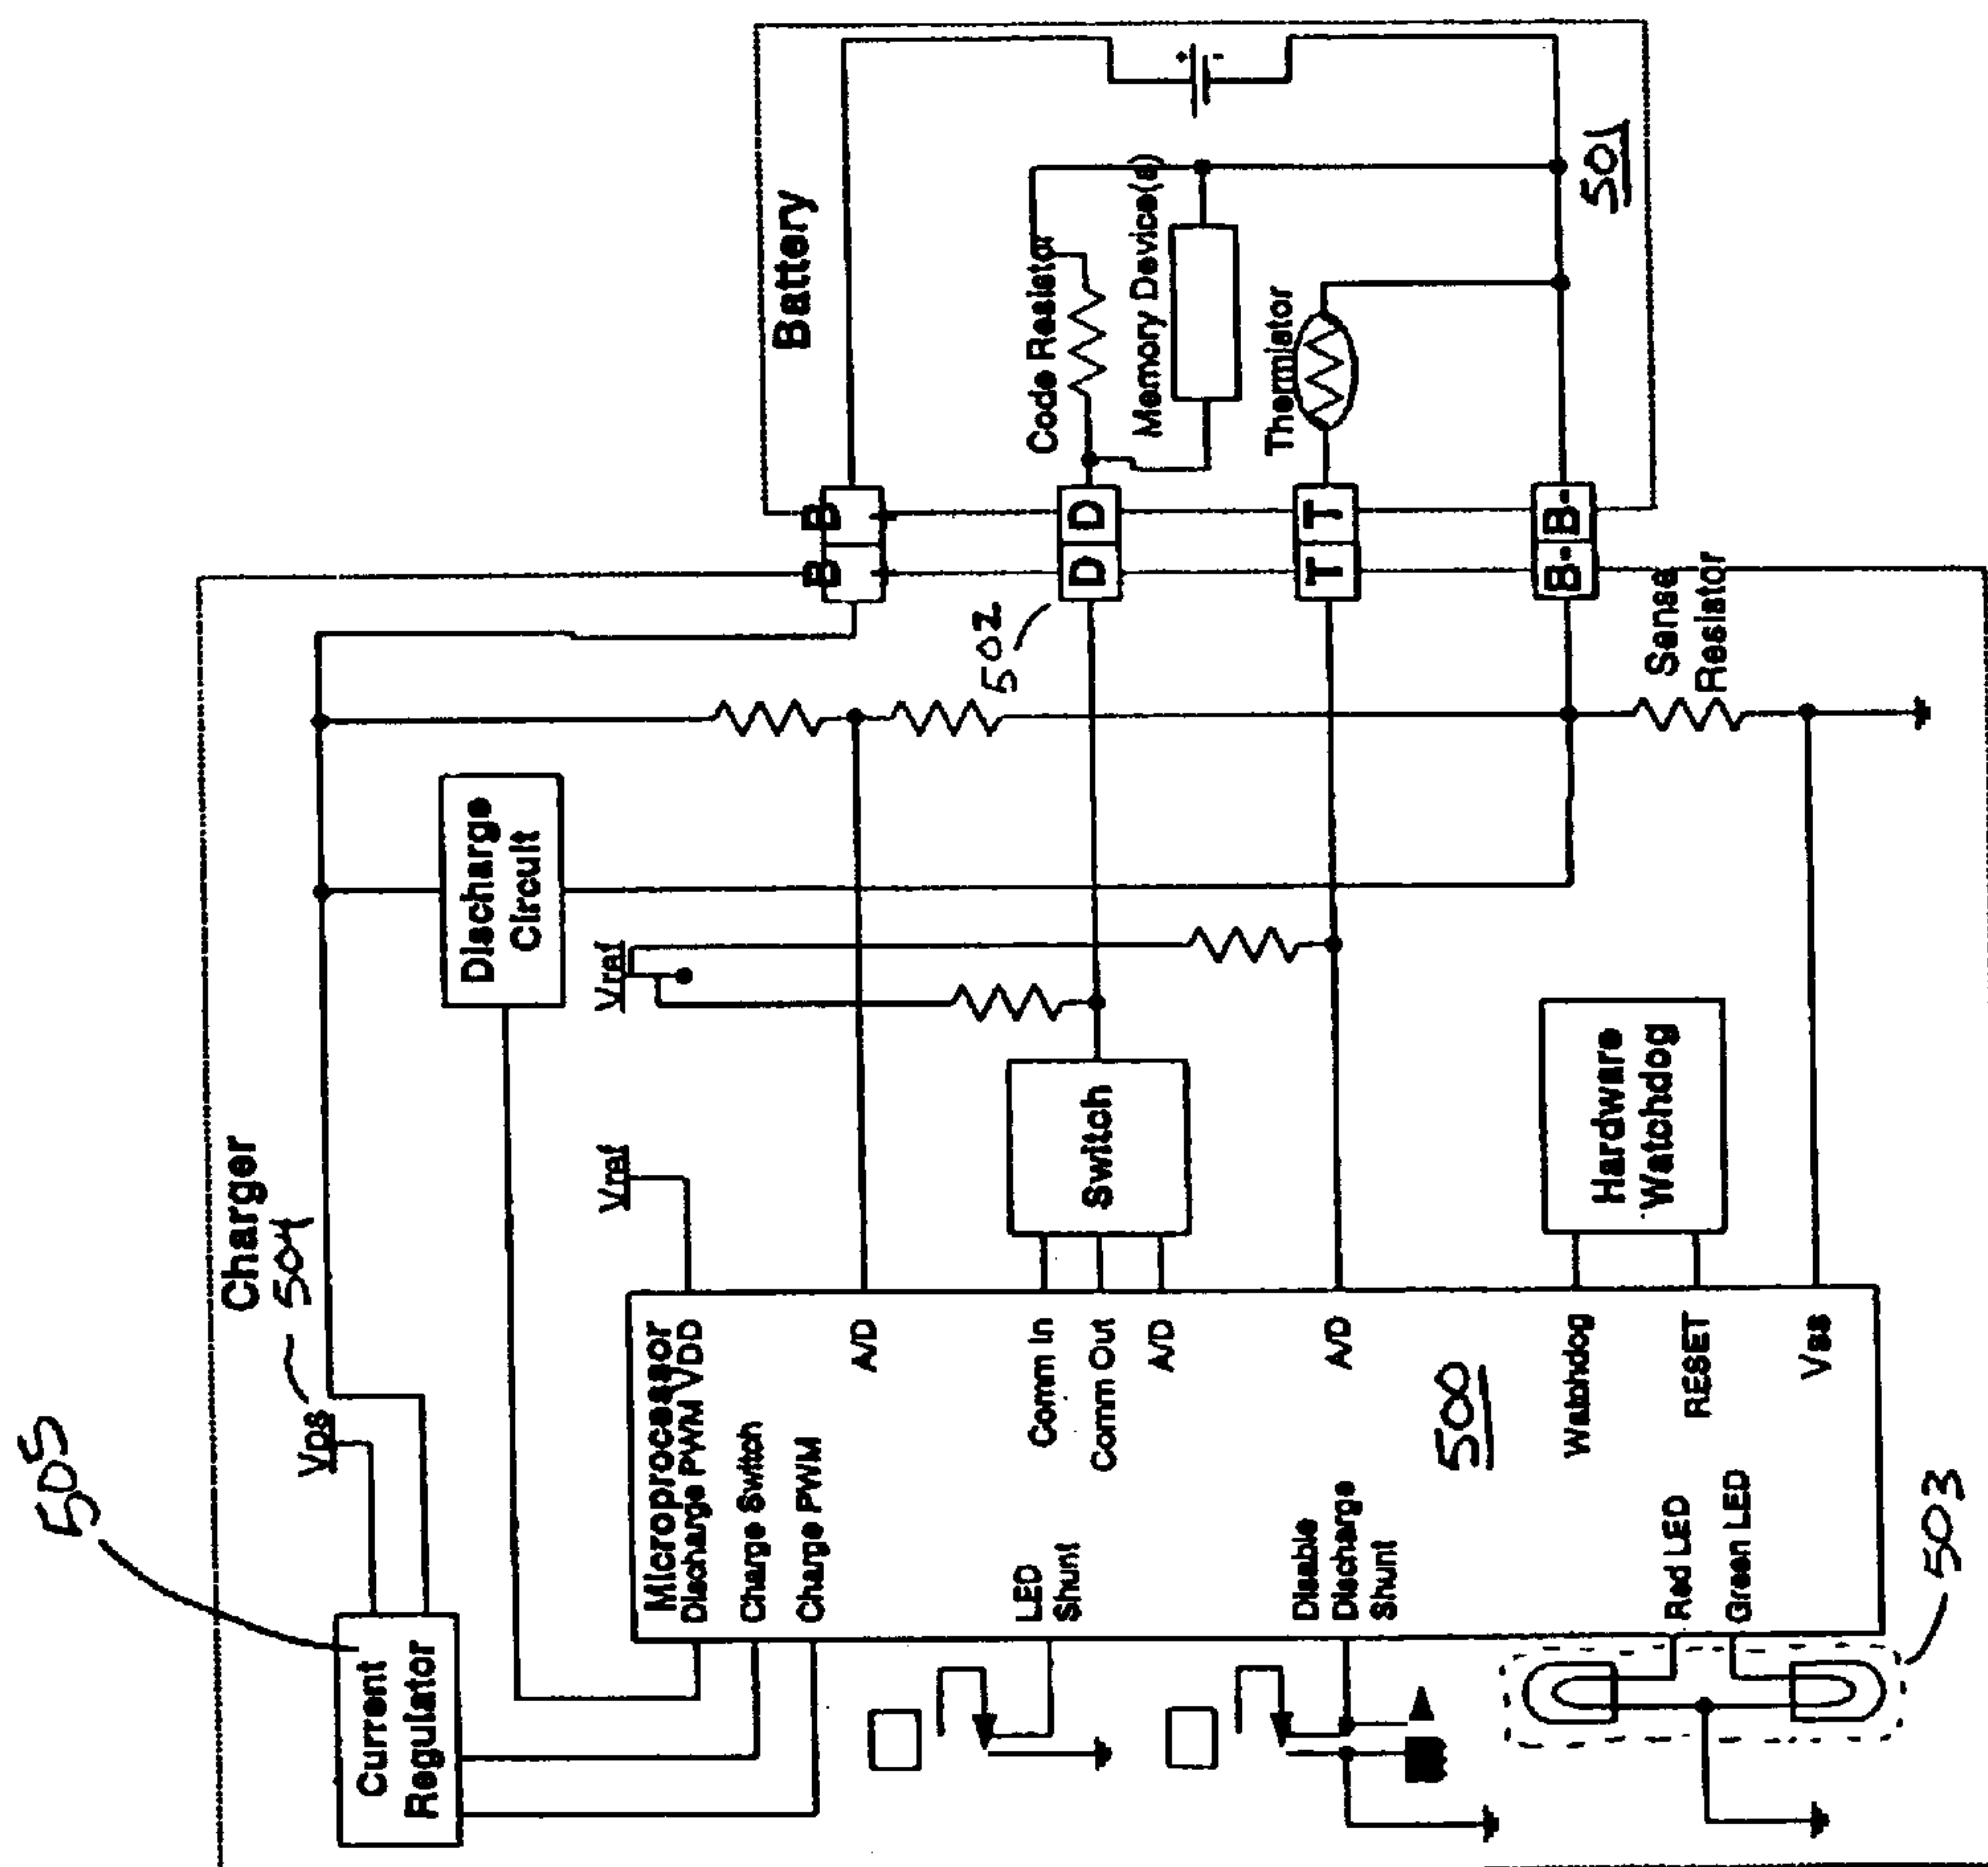 505
Charger
504
Vps
Current
Regulator
Discharge
Circuit
Vref
Vref
Microprocessor
Discharge PWM VDD
Charge Switch
Charge PWM
A/D
LED
Shunt
Comm In
Comm Out
A/D
Switch
Disable
Discharge
Shunt
A/D
500
Watchdog
RESET
Vss
Hardware
Watchdog
Red LED
Green LED
503
502
Sense
Resistor
B
B
D
D
T
T
B-
B-
Battery
Code Resistor
Memory Device(s)
Thermistor
+ -
501